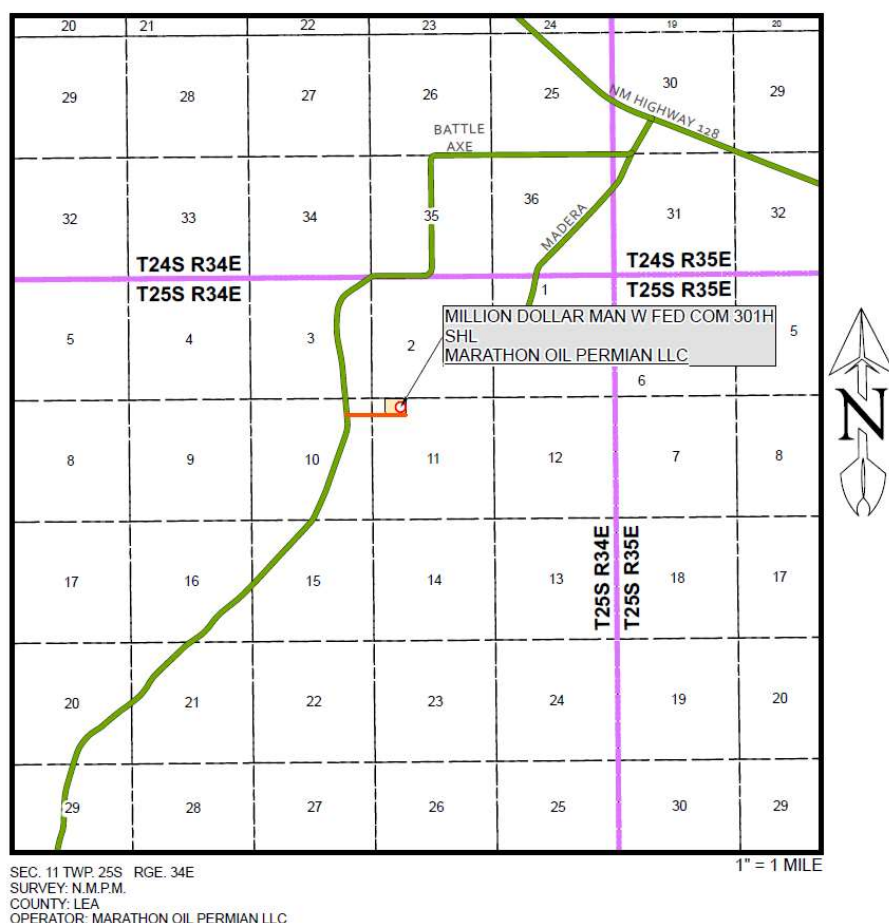 20 21 22 23 24 19 20
29 28 27 26 25 30 29
NM HIGHWAY 128
BATTLE
AXE
32 33 34 35 36 31 32
MADERA
T24S R34E T24S R35E
T25S R34E T25S R35E
1
MILLION DOLLAR MAN W FED COM 301H
SHL
MARATHON OIL PERMIAN LLC
5 4 3 2 5
6
N
8 9 10 11 12 7 8
T25S R34E
T25S R35E
17 16 15 14 13 18 17
20 21 22 23 24 19 20
29 28 27 26 25 30 29
1" = 1 MILE
SEC. 11 TWP. 25S RGE. 34E
SURVEY: N.M.P.M.
COUNTY: LEA
OPERATOR: MARATHON OIL PERMIAN LLC